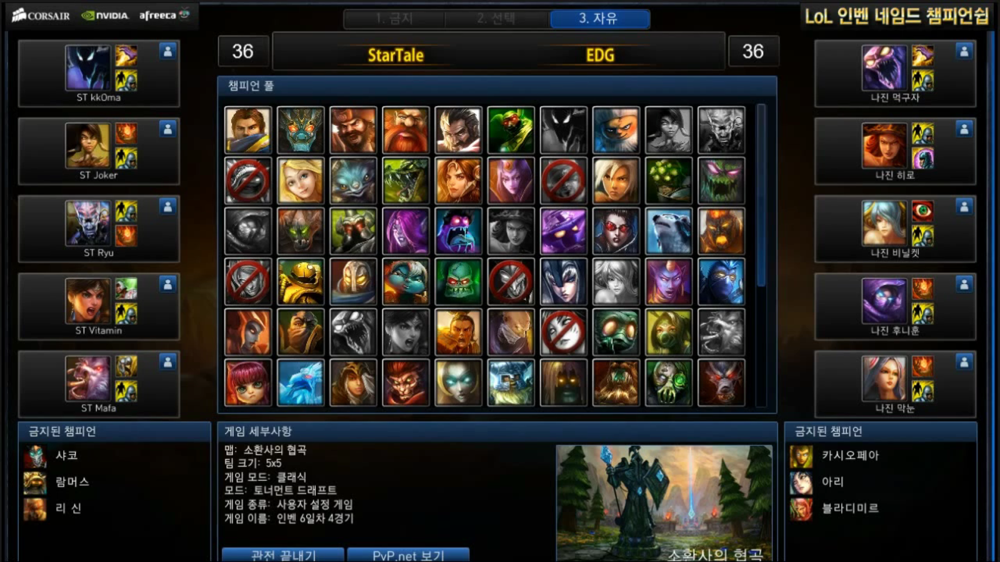 CORSAIR NVIDIA. afreeca
1. 금지 2. 선택 3. 자유
LoL 인벤 네임드 챔피언쉽
36 StarTale EDG 36
챔피언 풀
ST kkOma
ST Joker
ST Ryu
ST Vitamin
ST Mafa
나진 먹구자
나진 히로
나진 비닐켓
나진 후니훈
나진 막눈
금지된 챔피언
샤코
람머스
리 신
게임 세부사항
맵: 소환사의 협곡
팀 크기: 5x5
게임 모드: 클래식
모드: 토너먼트 드래프트
게임 종류: 사용자 설정 게임
게임 이름: 인벤 6일차 4경기
관전 끝내기 PvP.net 보기
소환사의 협곡
금지된 챔피언
카시오페아
아리
블라디미르